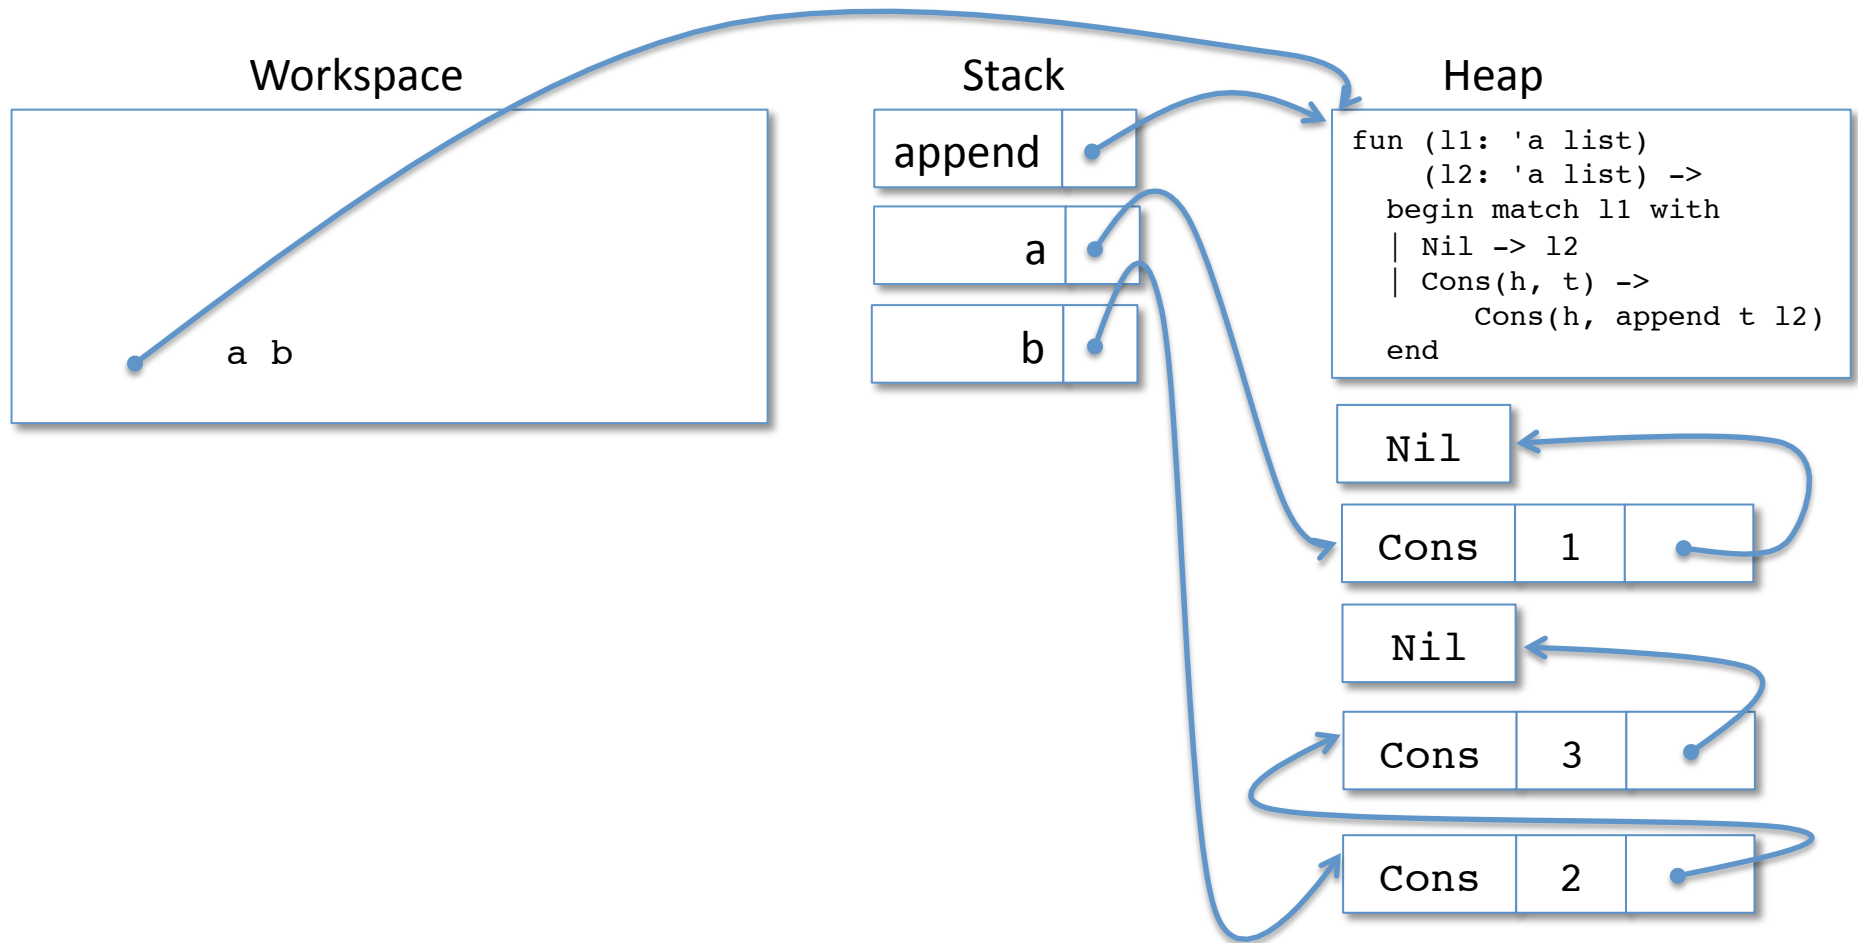 Workspace
Stack
Heap
a b
append
a
b
fun (l1: 'a list)
(l2: 'a list) ->
begin match l1 with
| Nil -> l2
| Cons(h, t) ->
Cons(h, append t l2)
end
Nil
Cons 1
Nil
Cons 3
Cons 2